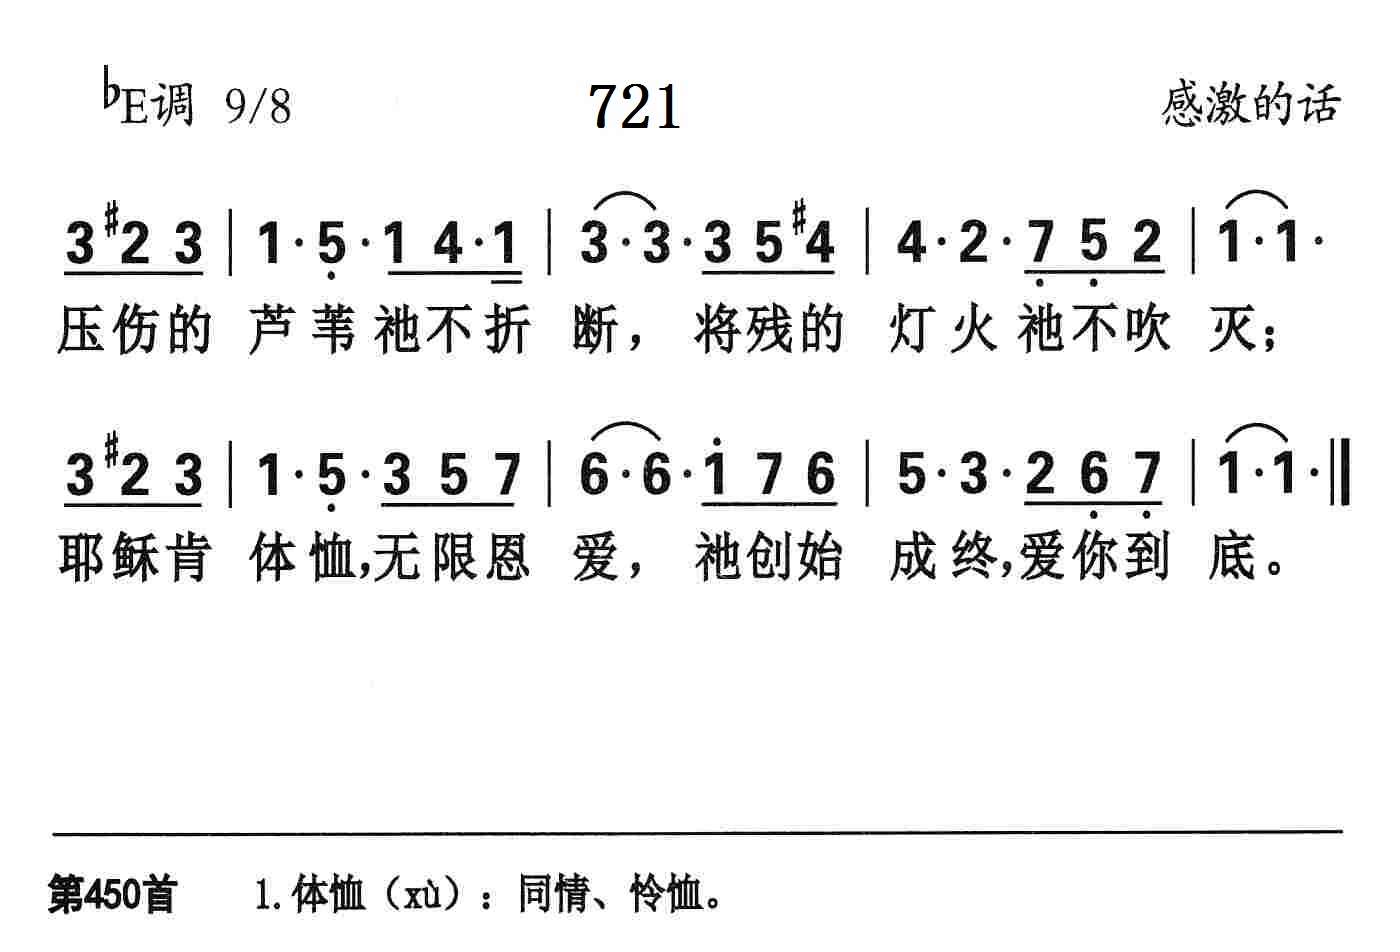 ♭E调 9/8 721 感激的话
3 #2 3 | 1· 5̣· 1 4· 1 | 3· 3· 3 5 #4 | 4· 2· 7̣ 5̣ 2 | 1· 1·
压伤的 芦苇祂不折 断，将残的 灯火祂不吹 灭；
3 #2 3 | 1· 5̣· 3 5 7 | 6· 6· 1̇ 7 6 | 5· 3· 2 6̣ 7̣ | 1· 1· ‖
耶稣肯 体恤,无限恩 爱，祂创始 成终,爱你到 底。
第450首 1.体恤（xù）：同情、怜恤。